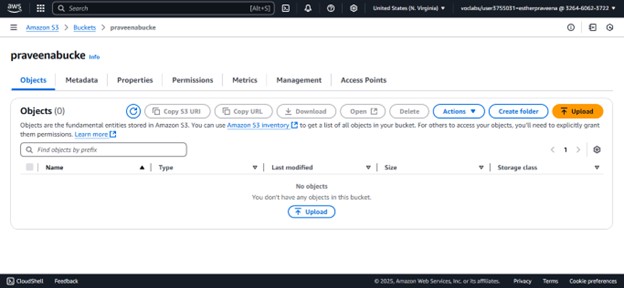 aws
Search [Alt+S] United States (N. Virginia) voclabs/user3755031=estherpraveena @ 3264-6062-3722
Amazon S3 > Buckets > praveenabucke
praveenabucke Info
Objects Metadata Properties Permissions Metrics Management Access Points
Objects (0) Copy S3 URI Copy URL Download Open Delete Actions Create folder Upload
Objects are the fundamental entities stored in Amazon S3. You can use Amazon S3 inventory to get a list of all objects in your bucket. For others to access your objects, you'll need to explicitly grant
them permissions. Learn more
Find objects by prefix 1
Name Type Last modified Size Storage class
No objects
You don't have any objects in this bucket.
Upload
CloudShell Feedback © 2025, Amazon Web Services, Inc. or its affiliates. Privacy Terms Cookie preferences